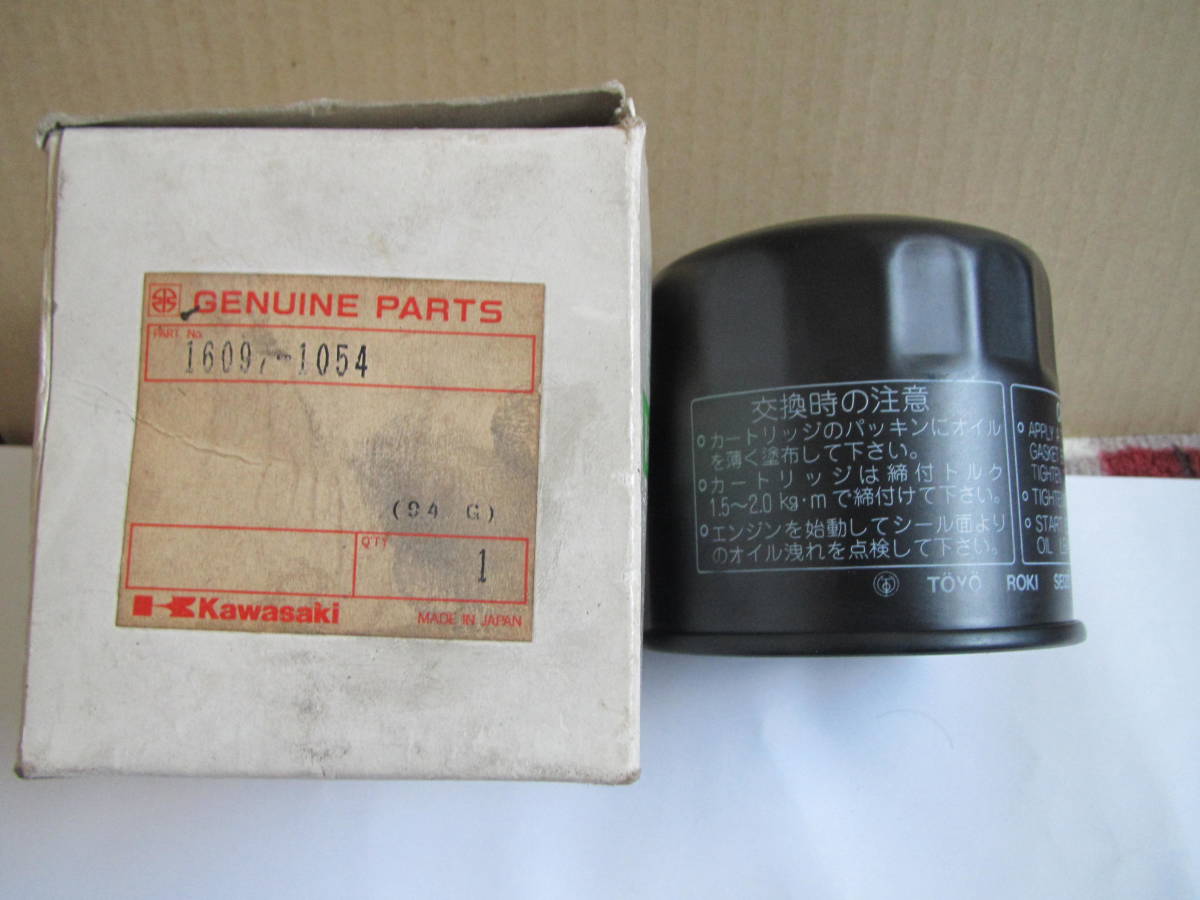 GENUINE PARTS
PART No.
16097-1054
(94 G)
Q'TY
1
Kawasaki
MADE IN JAPAN
交換時の注意
○カートリッジのパッキンにオイル
を薄く塗布して下さい。
○カートリッジは締付トルク
1.5~2.0 kg·mで締付けて下さい。
○エンジンを始動してシール面より
のオイル洩れを点検して下さい。
○ APPLY
GASKET
TIGHTEN
○
○ START
OIL
TÖYÖ ROKI